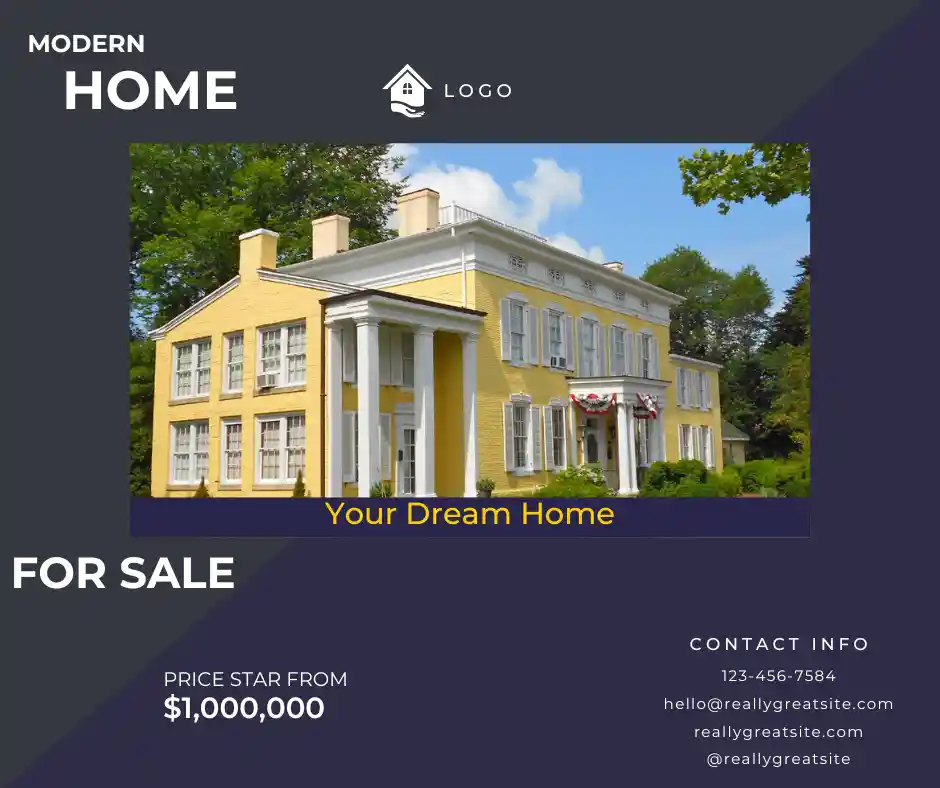 MODERN
HOME
LOGO
Your Dream Home
FOR SALE
PRICE STAR FROM
$1,000,000
CONTACT INFO
123-456-7584
hello@reallygreatsite.com
reallygreatsite.com
@reallygreatsite